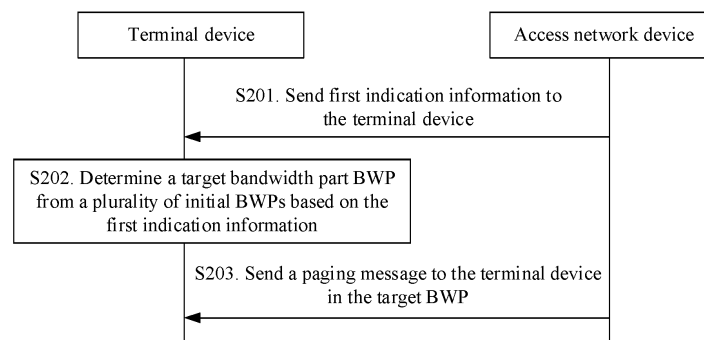 Terminal device
Access network device
S201. Send first indication information to
the terminal device
S202. Determine a target bandwidth part BWP
from a plurality of initial BWPs based on the
first indication information
S203. Send a paging message to the terminal device
in the target BWP